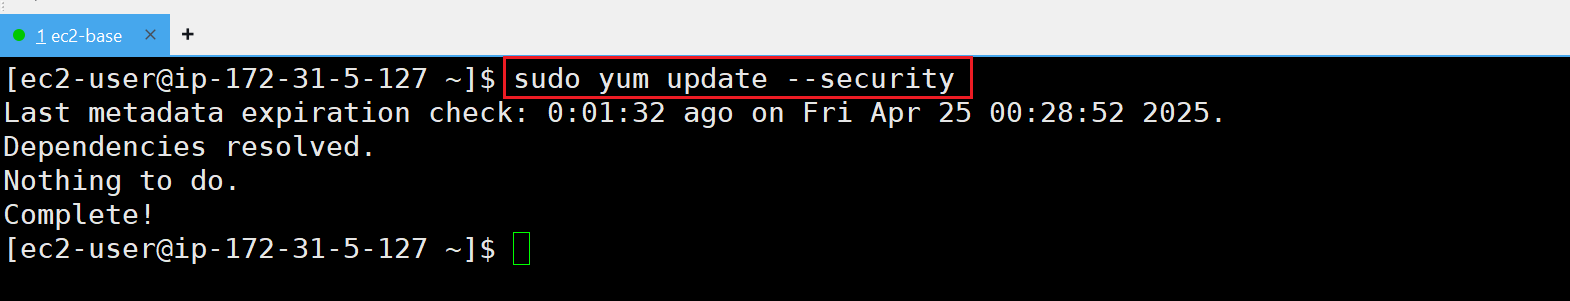 1 ec2-base × +
[ec2-user@ip-172-31-5-127 ~]$ sudo yum update --security
Last metadata expiration check: 0:01:32 ago on Fri Apr 25 00:28:52 2025.
Dependencies resolved.
Nothing to do.
Complete!
[ec2-user@ip-172-31-5-127 ~]$